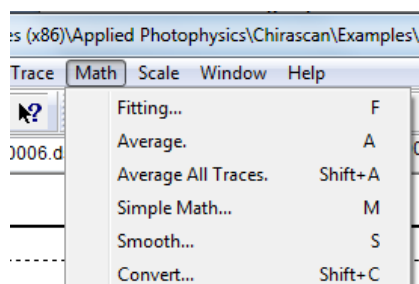 es (x86)\Applied Photophysics\Chirascan\Examples\
Trace Math Scale Window Help
Fitting... F
0006.d
Average. A
Average All Traces. Shift+A
Simple Math... M
Smooth... S
Convert... Shift+C